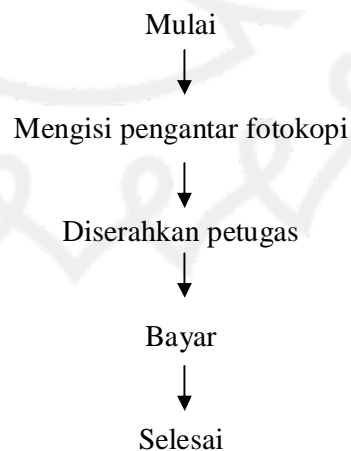 Mulai
Mengisi pengantar fotokopi
Diserahkan petugas
Bayar
Selesai